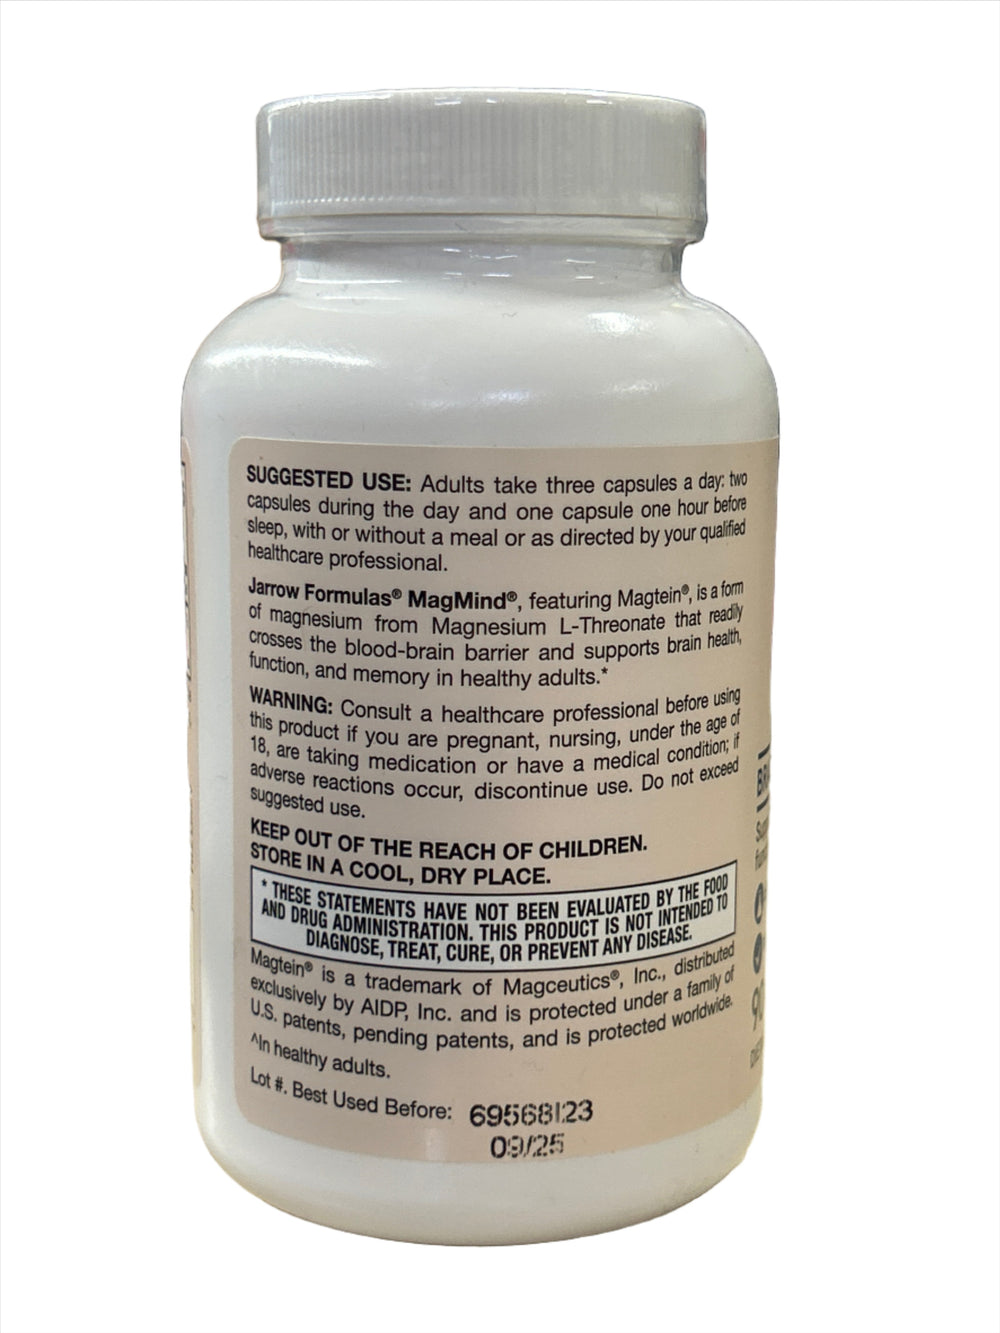 SUGGESTED USE: Adults take three capsules a day: two
capsules during the day and one capsule one hour before
sleep, with or without a meal or as directed by your qualified
healthcare professional.
Jarrow Formulas® MagMind®, featuring Magtein®, is a form
of magnesium from Magnesium L-Threonate that readily
crosses the blood-brain barrier and supports brain health,
function, and memory in healthy adults.*
WARNING: Consult a healthcare professional before using
this product if you are pregnant, nursing, under the age of
18, are taking medication or have a medical condition; if
adverse reactions occur, discontinue use. Do not exceed
suggested use.
KEEP OUT OF THE REACH OF CHILDREN.
STORE IN A COOL, DRY PLACE.
* THESE STATEMENTS HAVE NOT BEEN EVALUATED BY THE FOOD
AND DRUG ADMINISTRATION. THIS PRODUCT IS NOT INTENDED TO
DIAGNOSE, TREAT, CURE, OR PREVENT ANY DISEASE.
Magtein® is a trademark of Magceutics®, Inc., distributed
exclusively by AIDP, Inc. and is protected under a family of
U.S. patents, pending patents, and is protected worldwide.
^In healthy adults.
Lot #. Best Used Before: 69568123
09/25